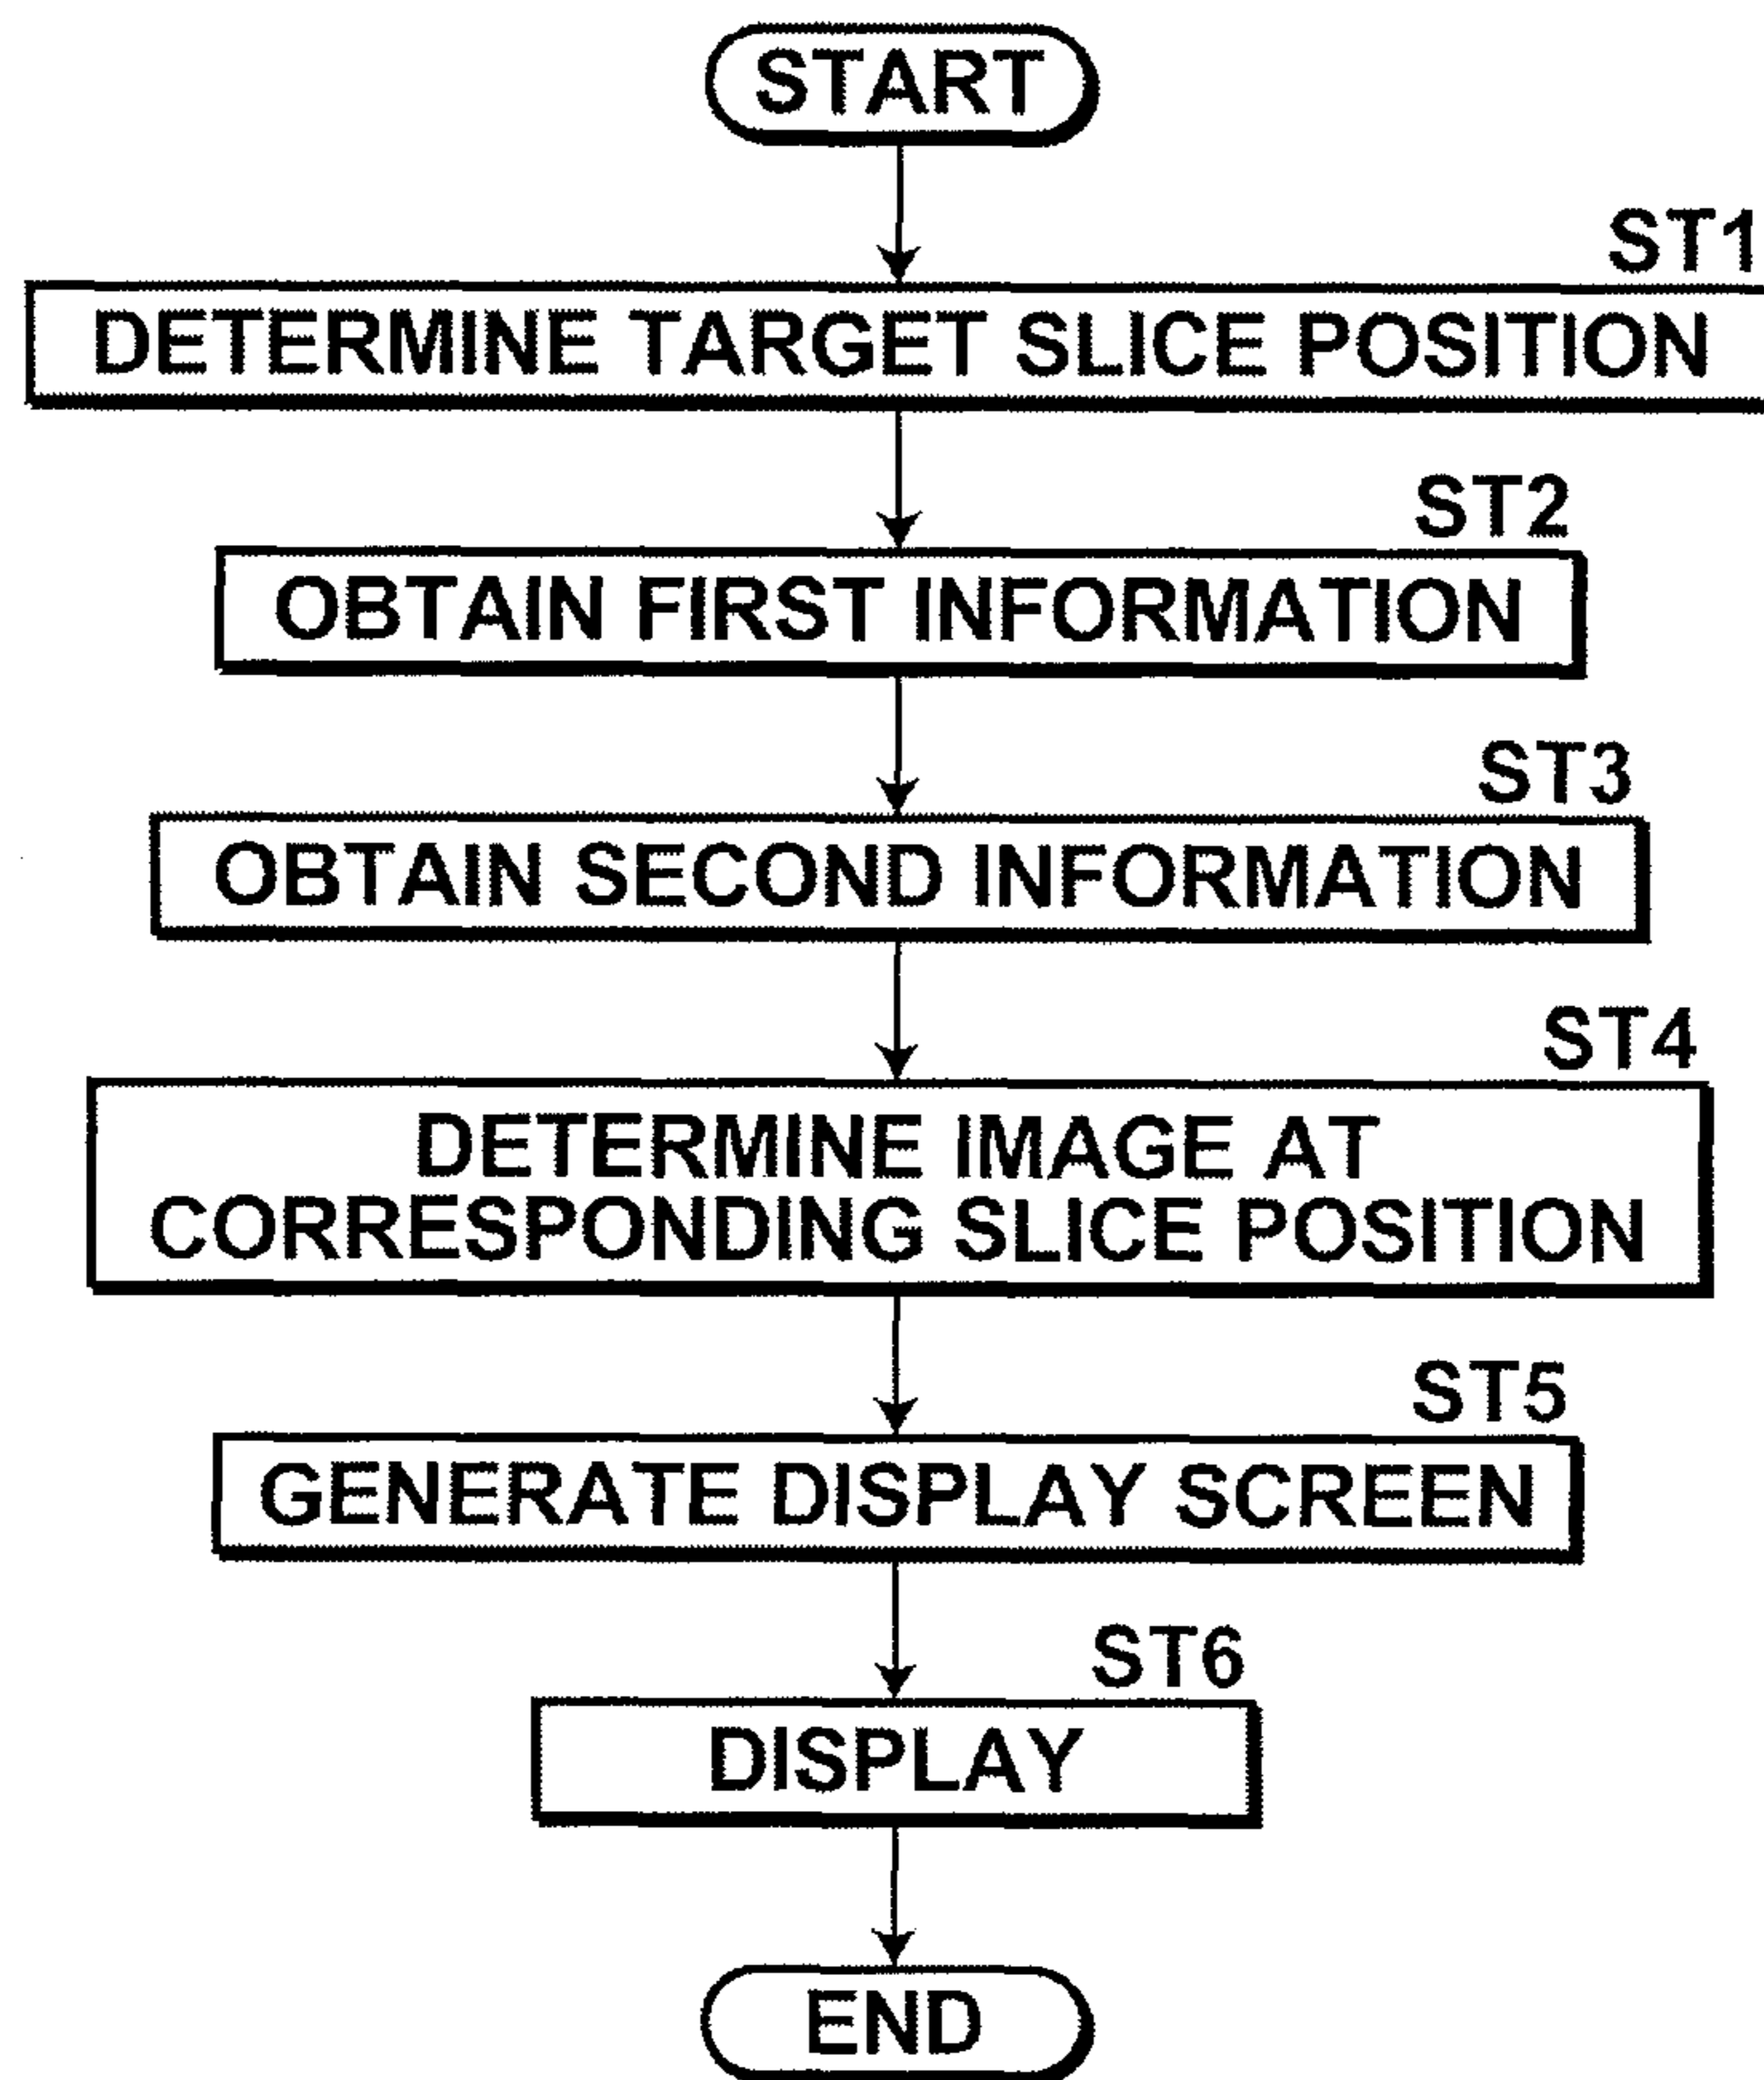 START
ST1
DETERMINE TARGET SLICE POSITION
ST2
OBTAIN FIRST INFORMATION
ST3
OBTAIN SECOND INFORMATION
ST4
DETERMINE IMAGE AT
CORRESPONDING SLICE POSITION
ST5
GENERATE DISPLAY SCREEN
ST6
DISPLAY
END